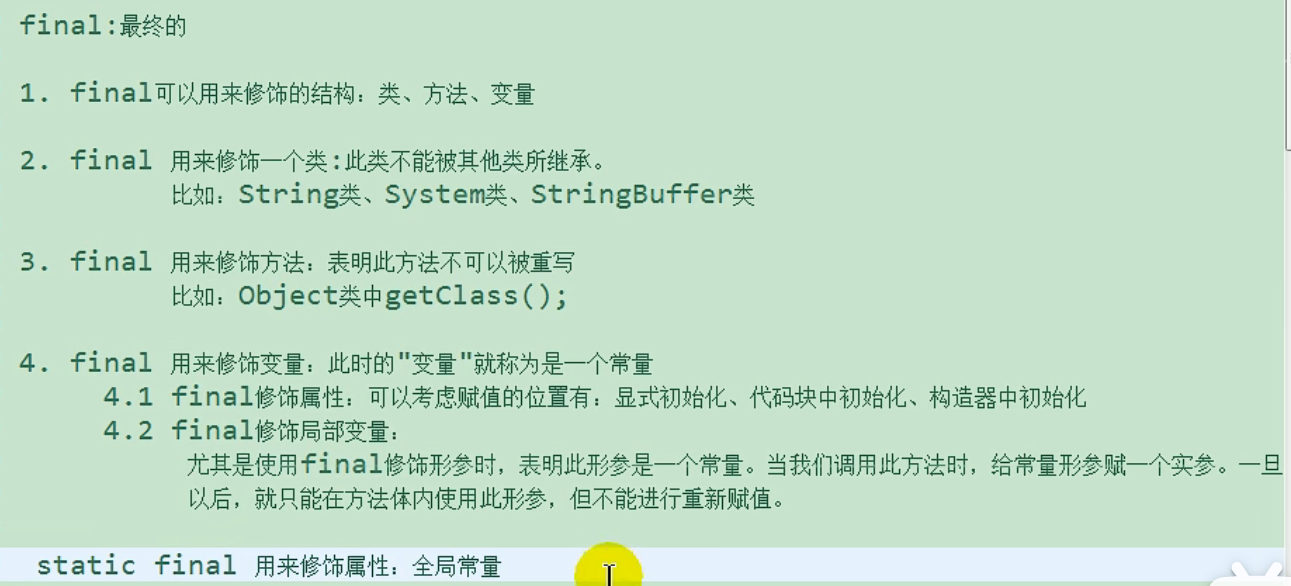 final:最终的
1. final可以用来修饰的结构：类、方法、变量
2. final 用来修饰一个类:此类不能被其他类所继承。
比如：String类、System类、StringBuffer类
3. final 用来修饰方法：表明此方法不可以被重写
比如：Object类中getClass();
4. final 用来修饰变量：此时的"变量"就称为是一个常量
4.1 final修饰属性：可以考虑赋值的位置有：显式初始化、代码块中初始化、构造器中初始化
4.2 final修饰局部变量：
尤其是使用final修饰形参时，表明此形参是一个常量。当我们调用此方法时，给常量形参赋一个实参。一旦
以后，就只能在方法体内使用此形参，但不能进行重新赋值。
static final 用来修饰属性：全局常量